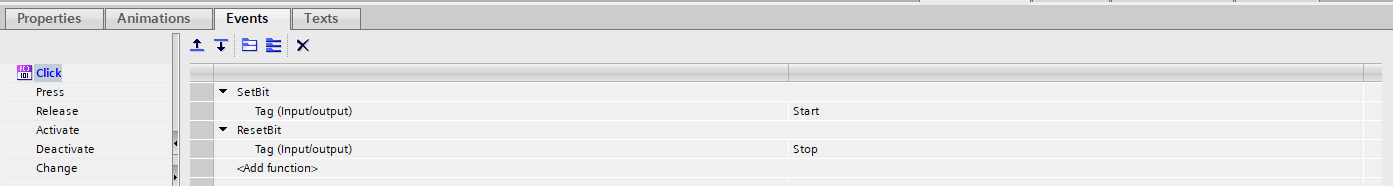 Properties Animations Events Texts
Click
Press
Release
Activate
Deactivate
Change
SetBit
Tag (Input/output) Start
ResetBit
Tag (Input/output) Stop
<Add function>